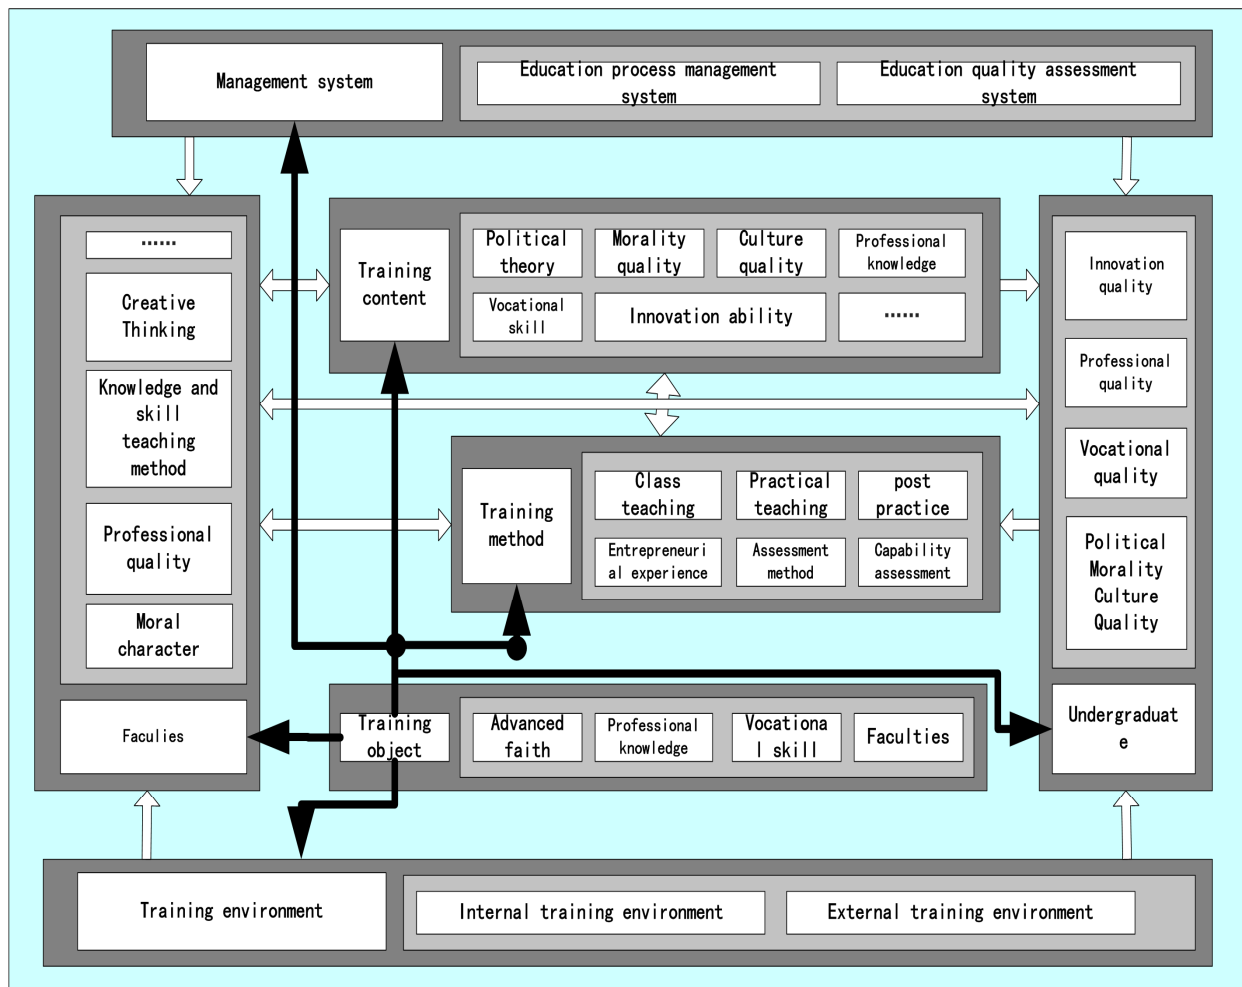 Management system
Education process management
system
Education quality assessment
system
……
Creative
Thinking
Knowledge and
skill
teaching
method
Professional
quality
Moral
character
Faculies
Training
content
Political
theory
Morality
quality
Culture
quality
Professional
knowledge
Vocational
skill
Innovation ability
……
Training
method
Class
teaching
Practical
teaching
post
practice
Entrepreneuri
al experience
Assessment
method
Capability
assessment
Training
object
Advanced
faith
Professional
knowledge
Vocationa
l skill
Faculties
Innovation
quality
Professional
quality
Vocational
quality
Political
Morality
Culture
Quality
Undergraduat
e
Training environment
Internal training environment
External training environment